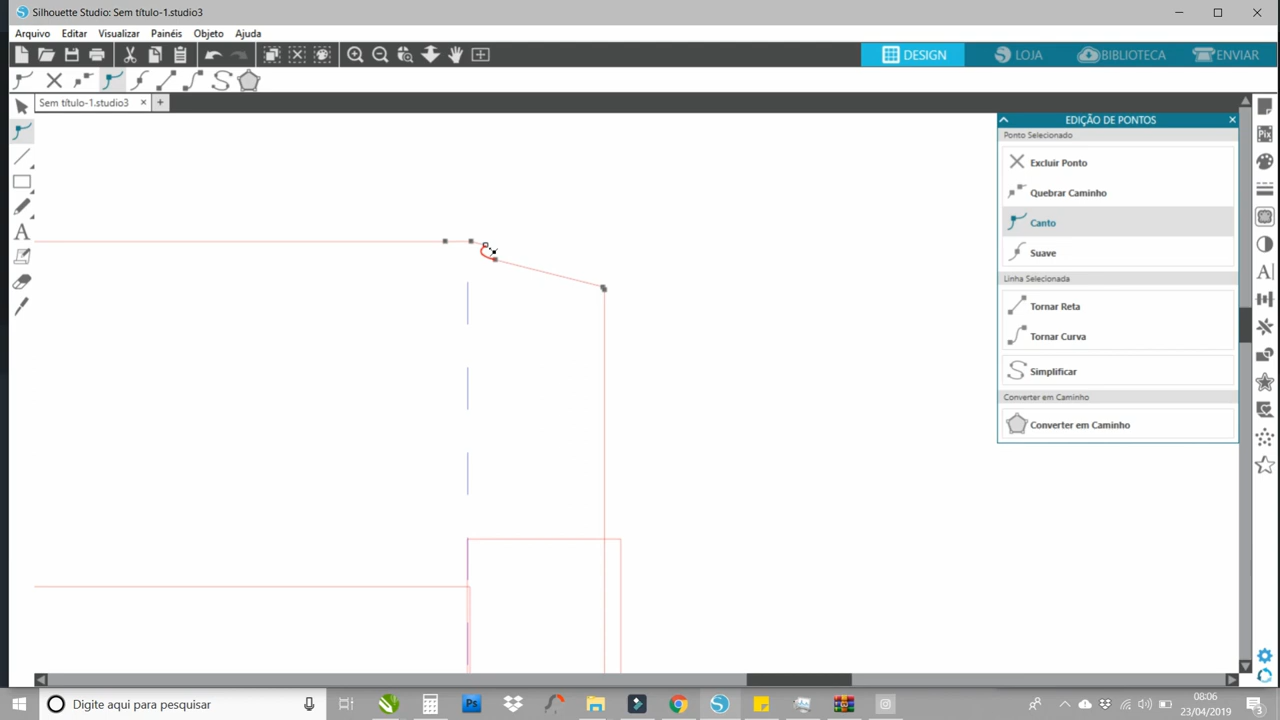 Silhouette Studio: Sem título-1.studio3
Arquivo Editar Visualizar Painéis Objeto Ajuda
DESIGN LOJA BIBLIOTECA ENVIAR
Sem título-1.studio3
EDIÇÃO DE PONTOS
Ponto Selecionado
Excluir Ponto
Quebrar Caminho
Canto
Suave
Linha Selecionada
Tornar Reta
Tornar Curva
Simplificar
Converter em Caminho
Converter em Caminho
Digite aqui para pesquisar
08:06
23/04/2019